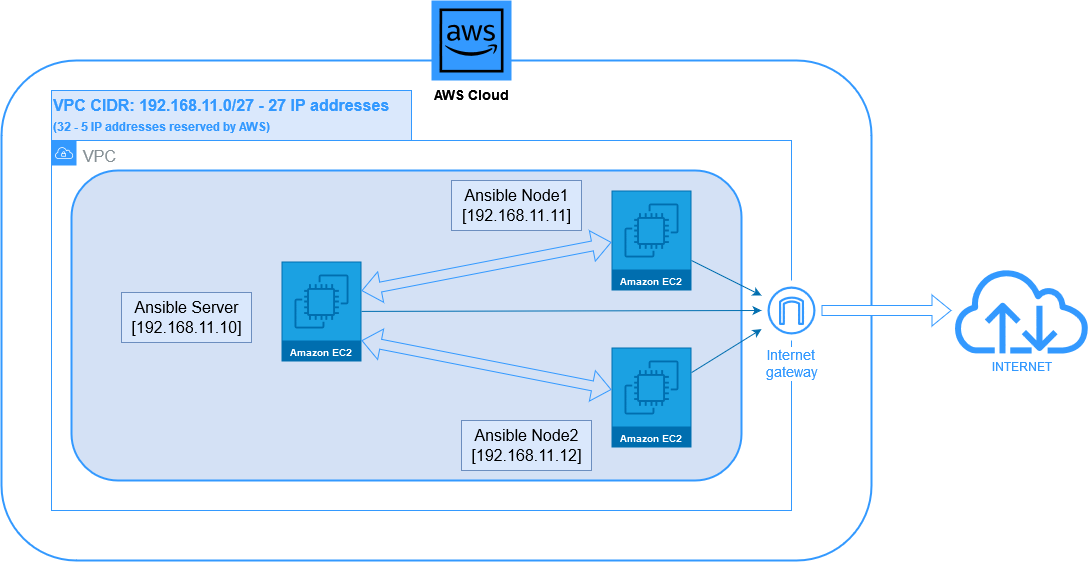 aws
AWS Cloud
VPC CIDR: 192.168.11.0/27 - 27 IP addresses
(32 - 5 IP addresses reserved by AWS)
VPC
Ansible Node1
[192.168.11.11]
Amazon EC2
Ansible Server
[192.168.11.10]
Amazon EC2
Internet
gateway
INTERNET
Ansible Node2
[192.168.11.12]
Amazon EC2